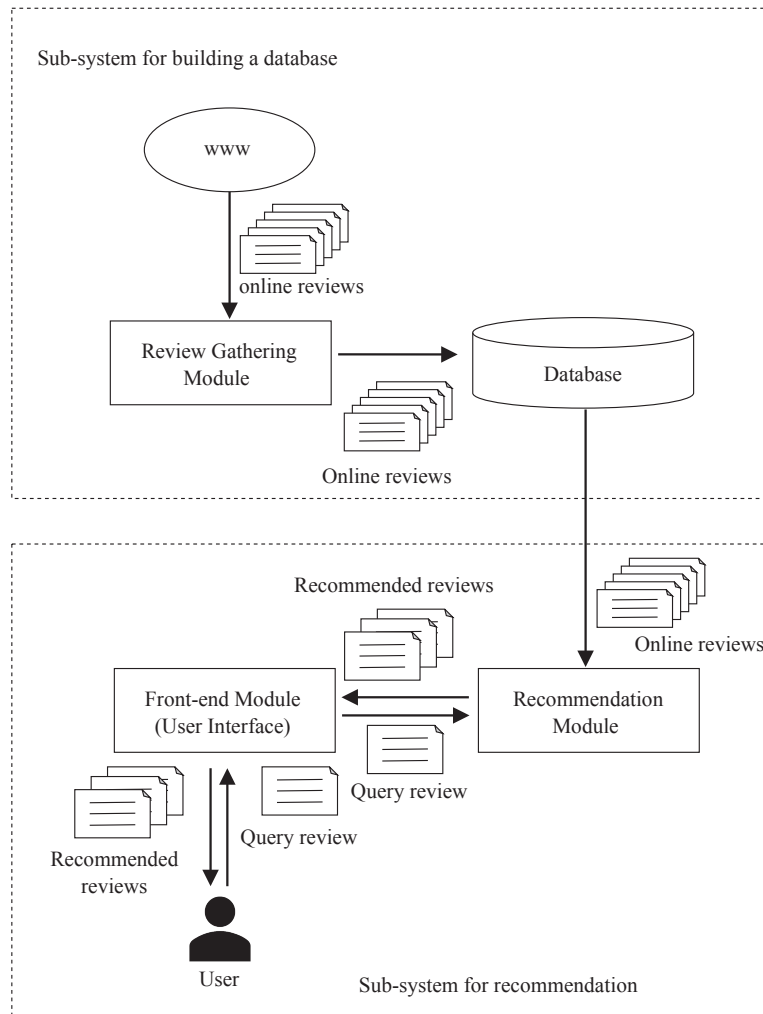 Sub-system for building a database
www
online reviews
Review Gathering
Module
Database
Online reviews
Recommended reviews
Online reviews
Front-end Module
(User Interface)
Recommendation
Module
Query review
Query review
Recommended
reviews
User
Sub-system for recommendation